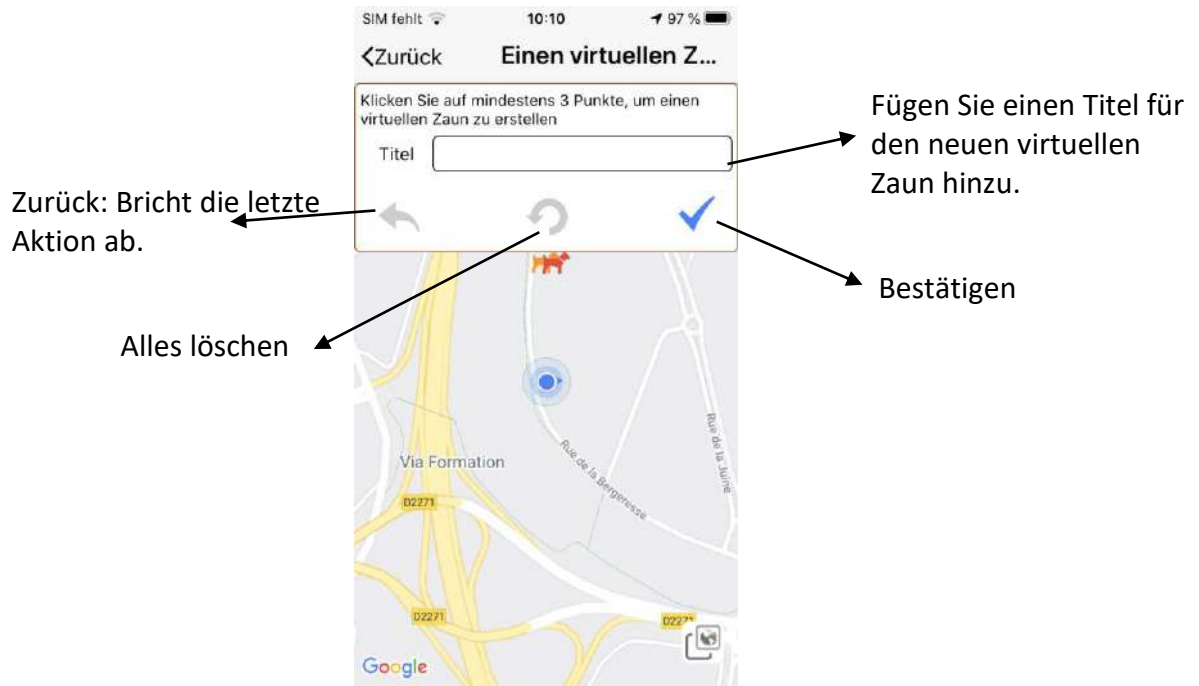 SIM fehlt 10:10 97 %
Zurück Einen virtuellen Z...
Klicken Sie auf mindestens 3 Punkte, um einen
virtuellen Zaun zu erstellen
Titel
Fügen Sie einen Titel für
den neuen virtuellen
Zaun hinzu.
Zurück: Bricht die letzte
Aktion ab.
Bestätigen
Alles löschen
Rue de la Juine
Via Formation
Rue de la Bergeresse
D2271
D2271
D2271
Google